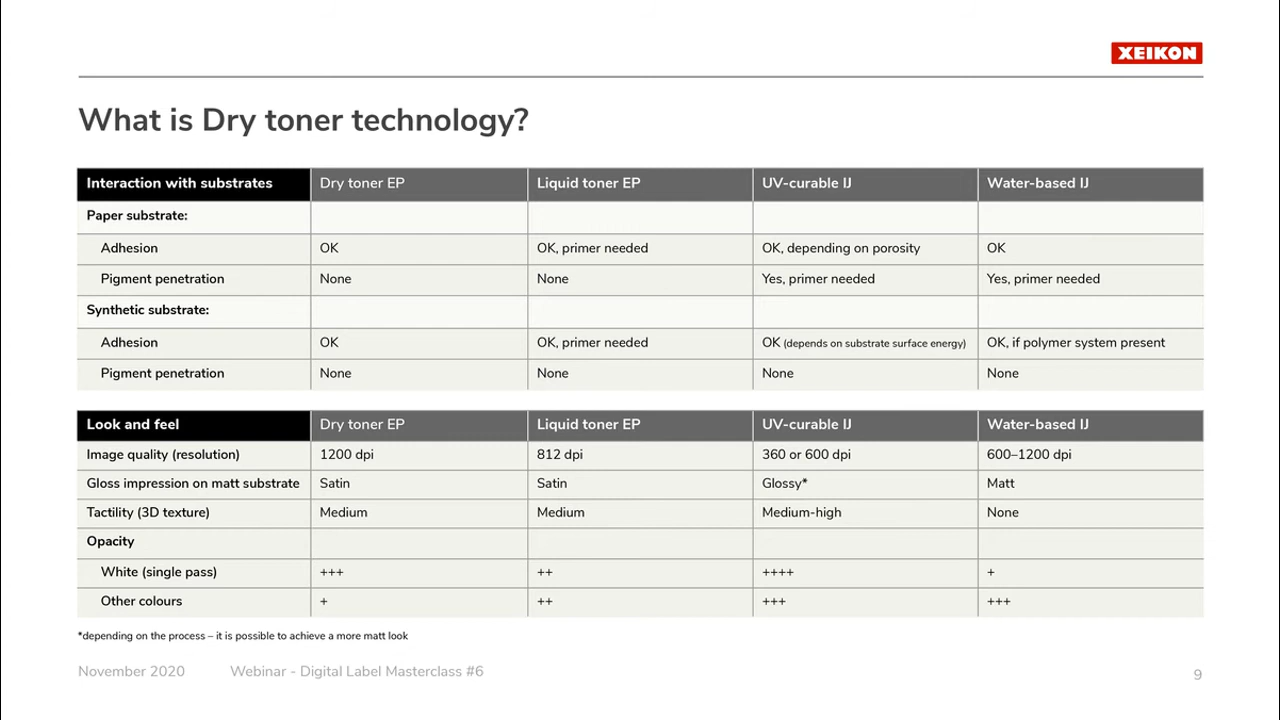 XEIKON
What is Dry toner technology?
Interaction with substrates Dry toner EP Liquid toner EP UV-curable IJ Water-based IJ
Paper substrate:
Adhesion OK OK, primer needed OK, depending on porosity OK
Pigment penetration None None Yes, primer needed Yes, primer needed
Synthetic substrate:
Adhesion OK OK, primer needed OK (depends on substrate surface energy) OK, if polymer system present
Pigment penetration None None None None
Look and feel Dry toner EP Liquid toner EP UV-curable IJ Water-based IJ
Image quality (resolution) 1200 dpi 812 dpi 360 or 600 dpi 600–1200 dpi
Gloss impression on matt substrate Satin Satin Glossy* Matt
Tactility (3D texture) Medium Medium Medium-high None
Opacity
White (single pass) +++ ++ ++++ +
Other colours + ++ +++ +++
*depending on the process – it is possible to achieve a more matt look
November 2020 Webinar - Digital Label Masterclass #6 9